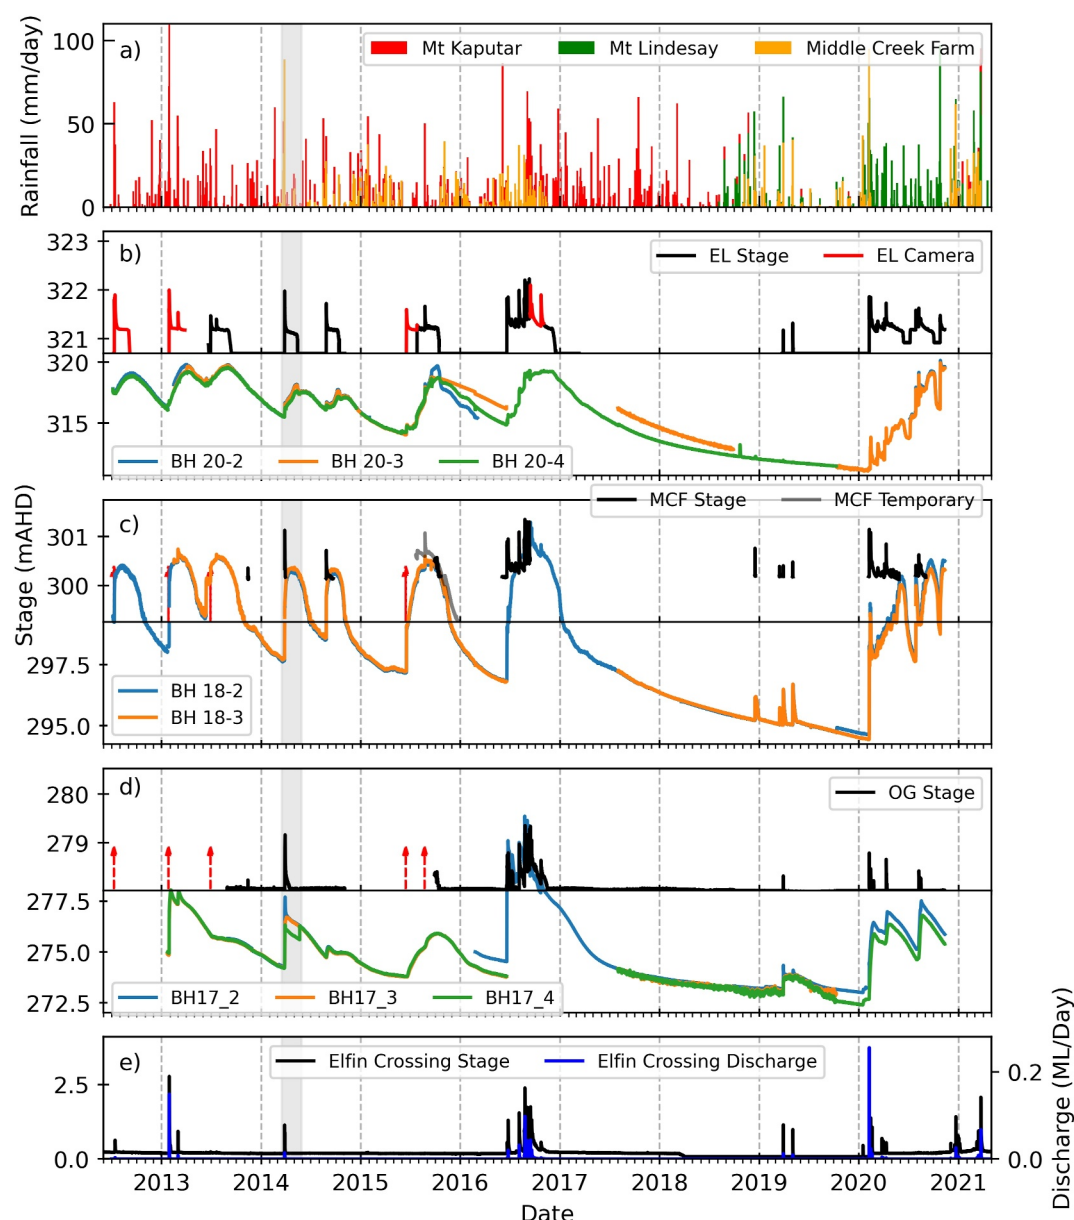 a)
Mt Kaputar
Mt Lindesay
Middle Creek Farm
Rainfall (mm/day)
100
50
0
b)
EL Stage
EL Camera
323
322
321
320
315
BH 20-2
BH 20-3
BH 20-4
Stage (mAHD)
c)
MCF Stage
MCF Temporary
301
300
297.5
295.0
BH 18-2
BH 18-3
d)
OG Stage
280
279
277.5
275.0
272.5
BH17_2
BH17_3
BH17_4
e)
Elfin Crossing Stage
Elfin Crossing Discharge
2.5
0.0
0.2
0.0
Discharge (ML/Day)
2013
2014
2015
2016
2017
2018
2019
2020
2021
Date